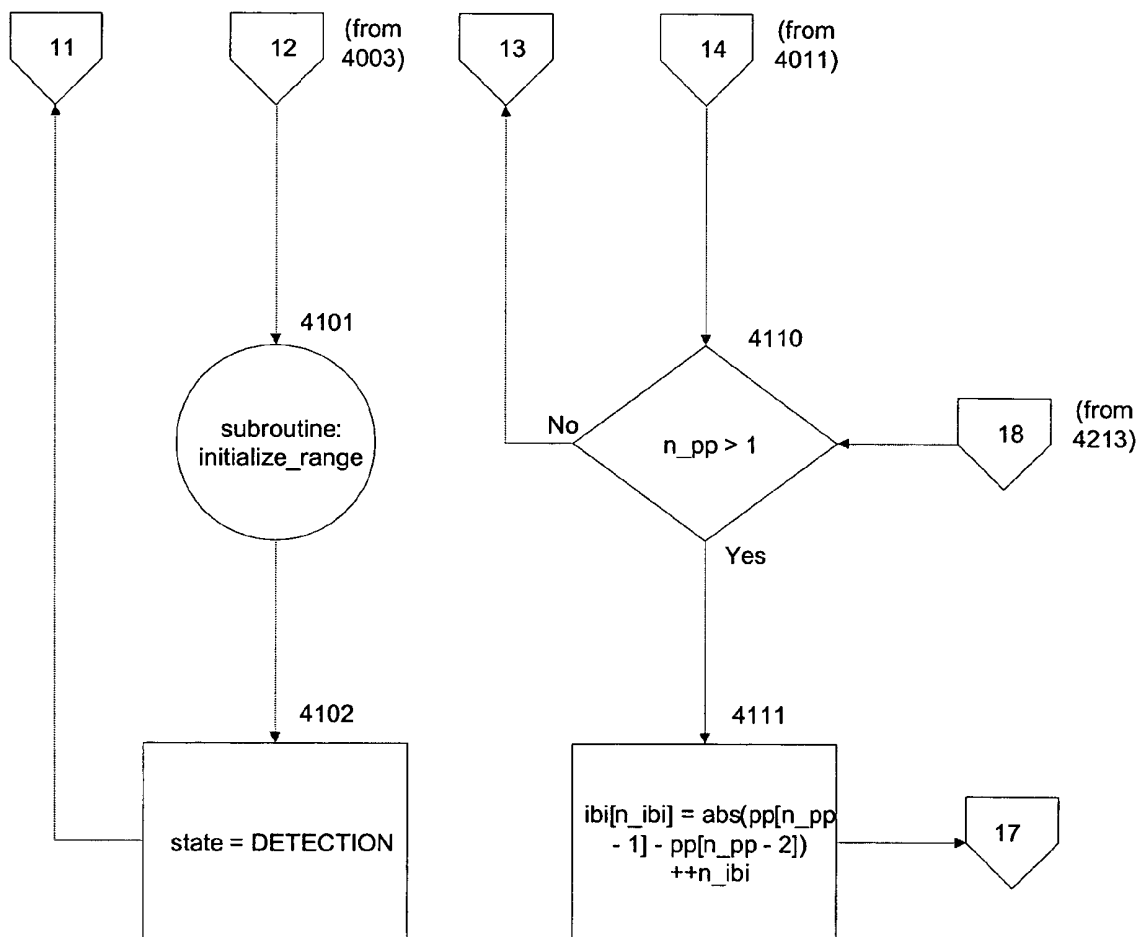 11
12
(from
4003)
13
14
(from
4011)
4101
subroutine:
initialize_range
4110
No
n_pp > 1
18
(from
4213)
Yes
4102
state = DETECTION
4111
ibi[n_ibi] = abs(pp[n_pp
- 1] - pp[n_pp - 2])
++n_ibi
17